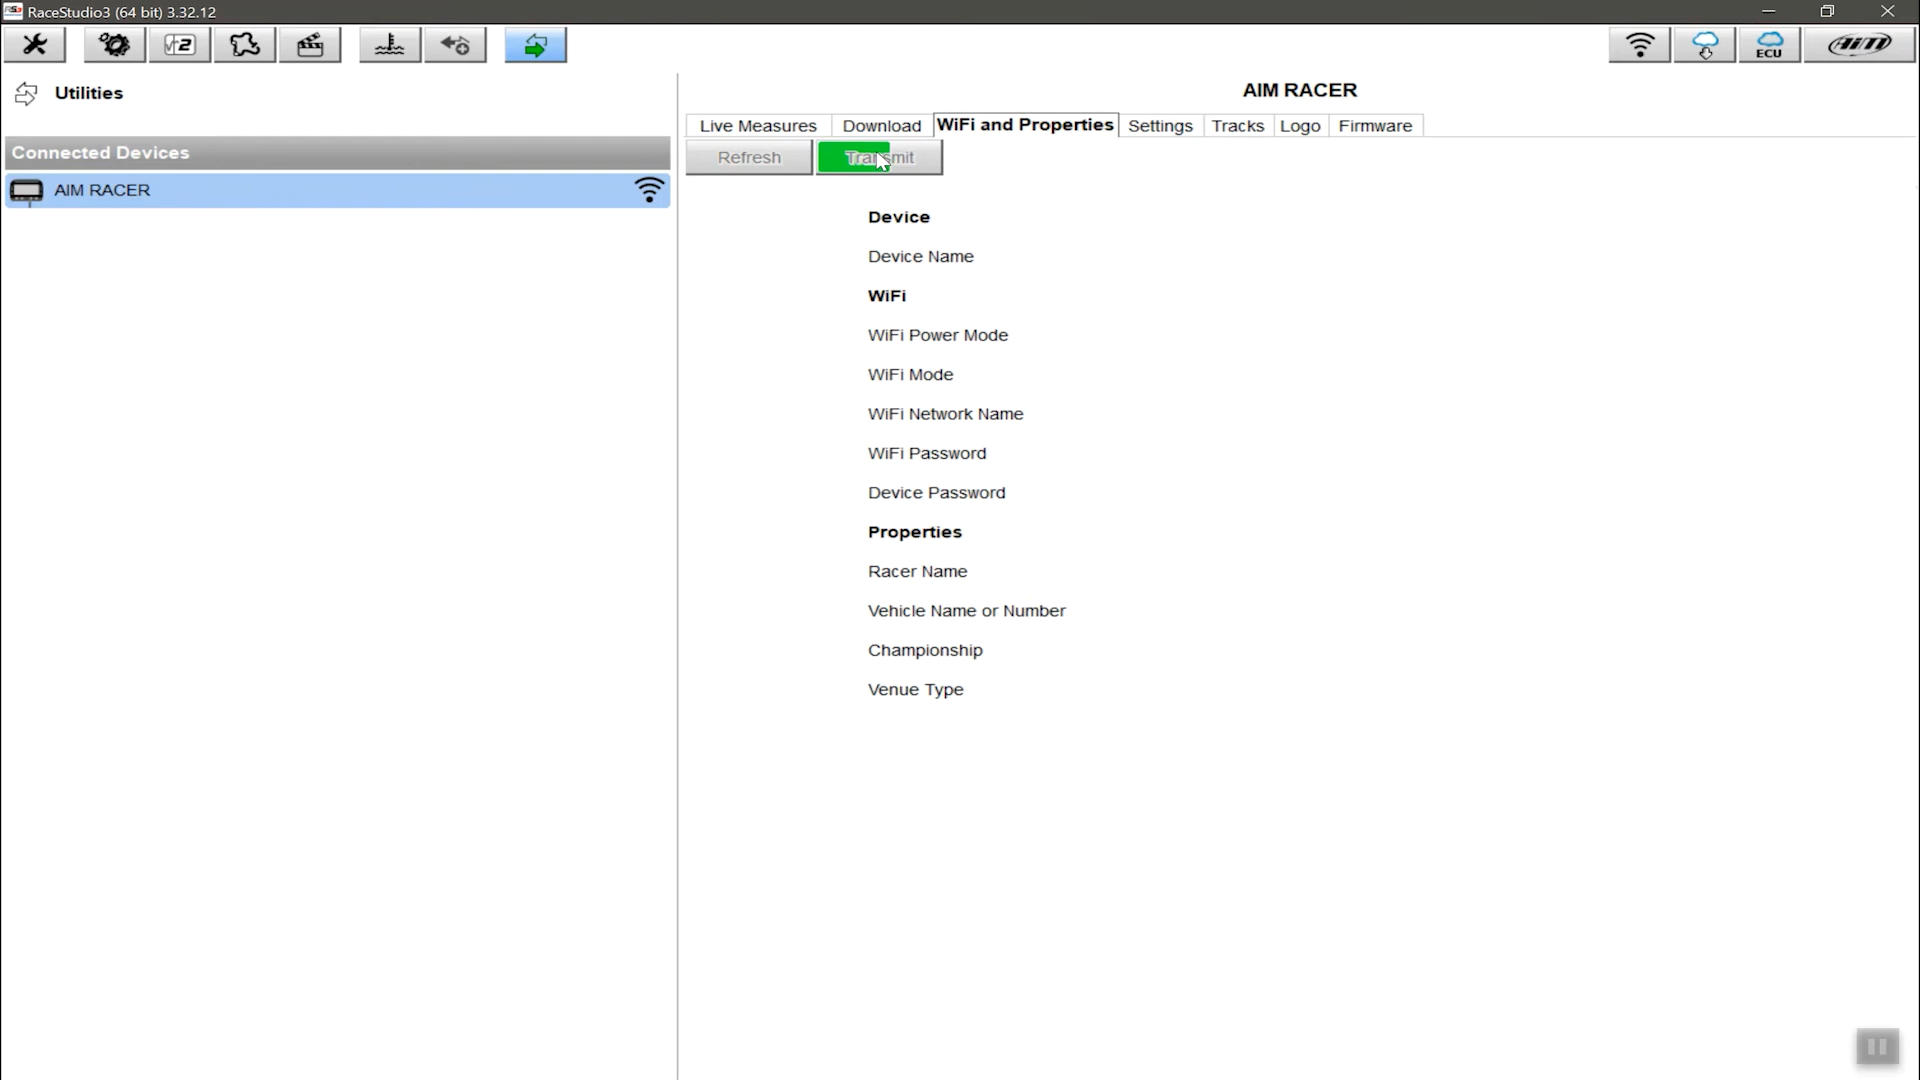 RaceStudio3 (64 bit) 3.32.12
ECU
AiM
Utilities
AIM RACER
Live Measures Download WiFi and Properties Settings Tracks Logo Firmware
Connected Devices
Refresh Transmit
AIM RACER
Device
Device Name
WiFi
WiFi Power Mode
WiFi Mode
WiFi Network Name
WiFi Password
Device Password
Properties
Racer Name
Vehicle Name or Number
Championship
Venue Type